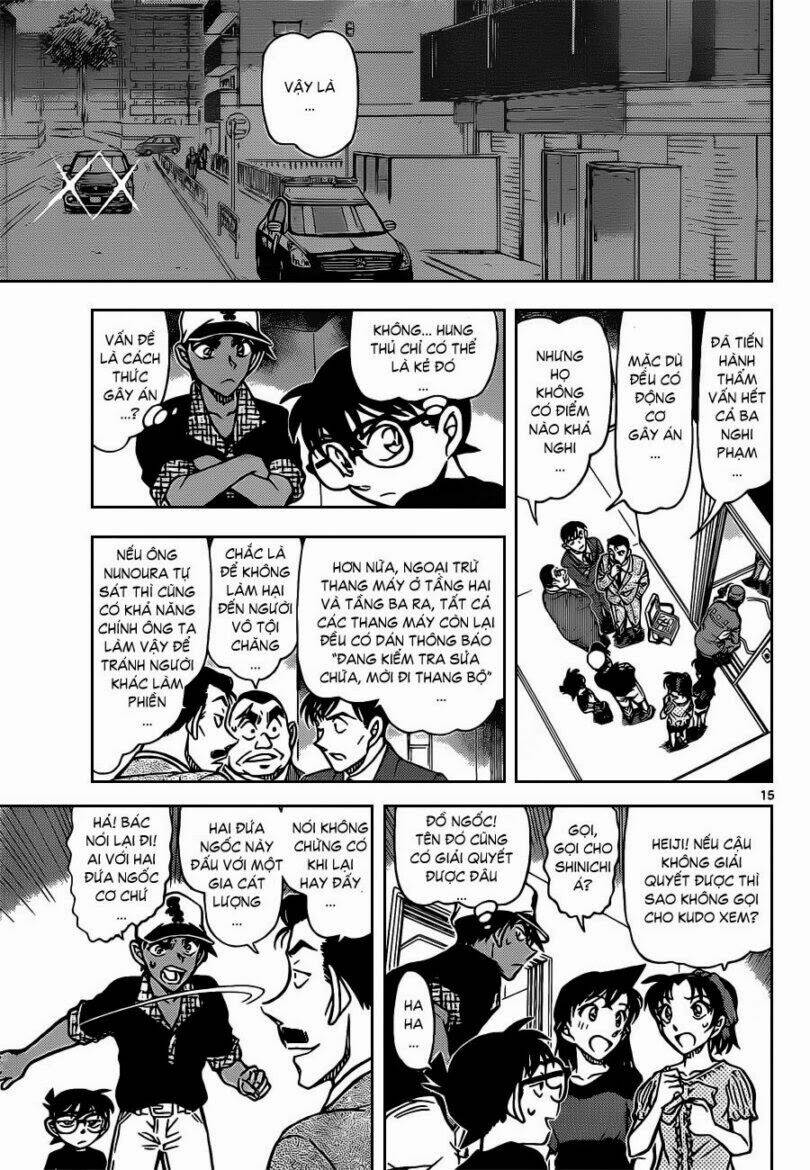 VẬY LÀ
...
ĐÃ TIẾN
HÀNH
THẨM
VẤN HẾT
CẢ BA
NGHI
PHẠM
...
MẶC DÙ
ĐỀU CÓ
ĐỘNG
CƠ
GÂY ÁN
...
NHƯNG
HỌ
KHÔNG
CÓ ĐIỂM
NÀO KHẢ
NGHI
...
KHÔNG... HUNG
THỦ CHỈ CÓ THỂ
LÀ KẺ ĐÓ
...
VẤN ĐỀ
LÀ CÁCH
THỨC
GÂY ÁN
...?
HƠN NỮA, NGOẠI TRỪ
THANG MÁY Ở TẦNG HAI
VÀ TẦNG BA RA, TẤT CẢ
CÁC THANG MÁY CÒN LẠI
ĐỀU CÓ DÁN THÔNG BÁO
"ĐANG KIỂM TRA SỬA
CHỮA, MỜI ĐI THANG BỘ"
...
CHẮC LÀ
ĐỂ KHÔNG
LÀM HẠI
ĐẾN NGƯỜI
VÔ TỘI
CHĂNG
...
NẾU ÔNG
NUNOURA TỰ
SÁT THÌ CŨNG
CÓ KHẢ NĂNG
CHÍNH ÔNG TA
LÀM VẬY ĐỂ
TRÁNH NGƯỜI
KHÁC LÀM
PHIỀN
...
15
HEIJI! NẾU CẬU
KHÔNG GIẢI
QUYẾT ĐƯỢC THÌ
SAO KHÔNG GỌI
CHO KUDO XEM?
GỌI,
GỌI CHO
SHINICHI
Á?
ĐỒ NGỐC!
TÊN ĐÓ CŨNG
CÓ GIẢI QUYẾT
ĐƯỢC ĐÂU
...
HA
HA
...
NÓI KHÔNG
CHỪNG CÓ
KHI LẠI
HAY ĐẤY
...
HAI ĐỨA
NGỐC NÀY
ĐẤU VỚI MỘT
GIA CÁT
LƯỢNG
...
HẢ! BÁC
NÓI LẠI ĐI!
AI VỚI HAI
ĐỨA NGỐC
CƠ CHỨ
...